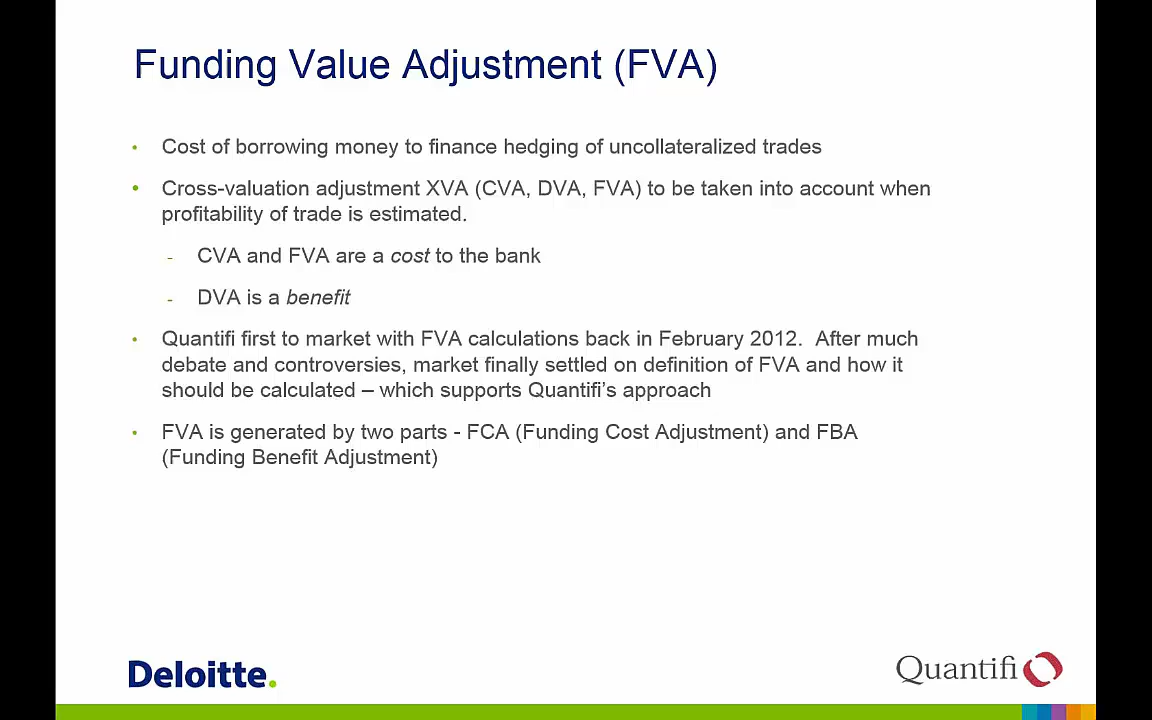 Funding Value Adjustment (FVA)
• Cost of borrowing money to finance hedging of uncollateralized trades
• Cross-valuation adjustment XVA (CVA, DVA, FVA) to be taken into account when
profitability of trade is estimated.
- CVA and FVA are a cost to the bank
- DVA is a benefit
• Quantifi first to market with FVA calculations back in February 2012.  After much
debate and controversies, market finally settled on definition of FVA and how it
should be calculated – which supports Quantifi's approach
• FVA is generated by two parts - FCA (Funding Cost Adjustment) and FBA
(Funding Benefit Adjustment)
Deloitte.
Quantifi